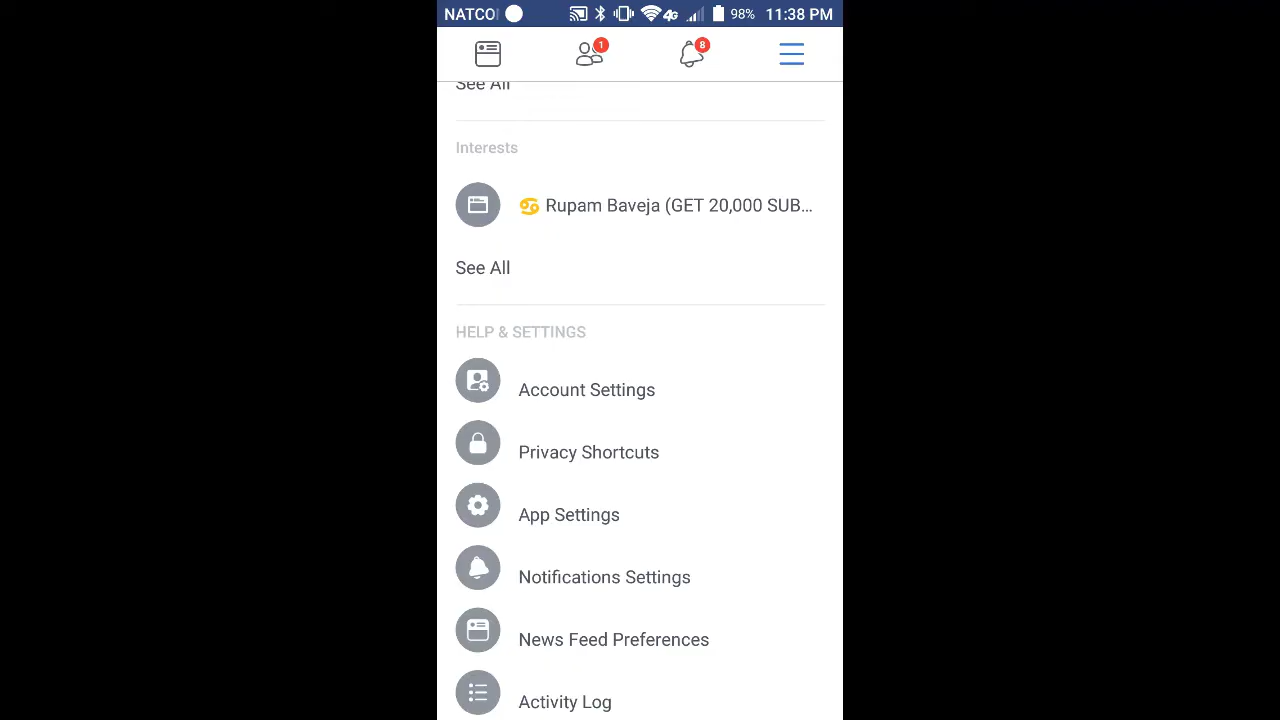 NATCO 4G 98% 11:38 PM
1 8
See All
Interests
♋ Rupam Baveja (GET 20,000 SUB...
See All
HELP & SETTINGS
Account Settings
Privacy Shortcuts
App Settings
Notifications Settings
News Feed Preferences
Activity Log